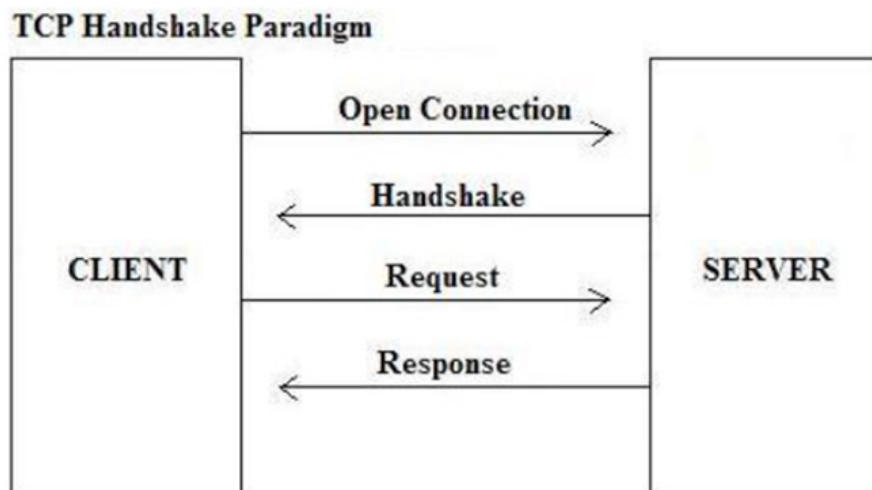 TCP Handshake Paradigm
Open Connection
Handshake
CLIENT
Request
SERVER
Response